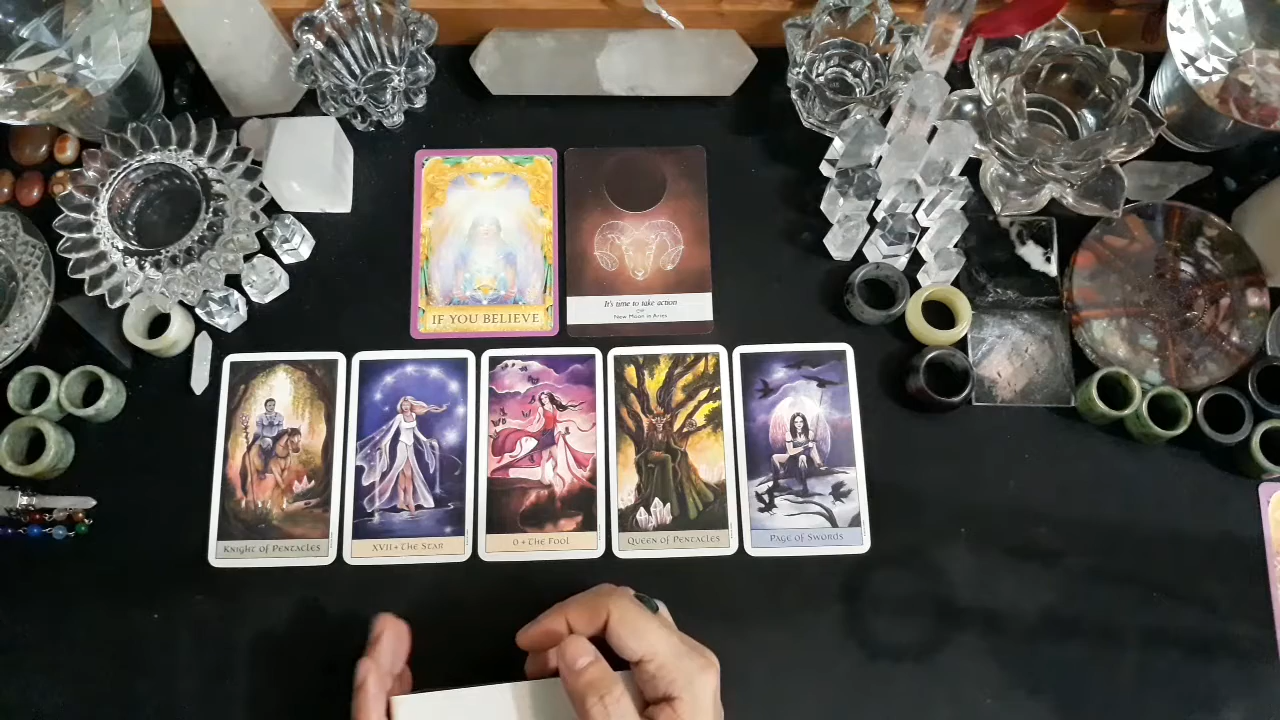 IF YOU BELIEVE
It's time to take action
OR
New Moon in Aries
KNIGHT OF PENTACLES
XVII + THE STAR
0 + THE FOOL
QUEEN OF PENTACLES
PAGE OF SWORDS